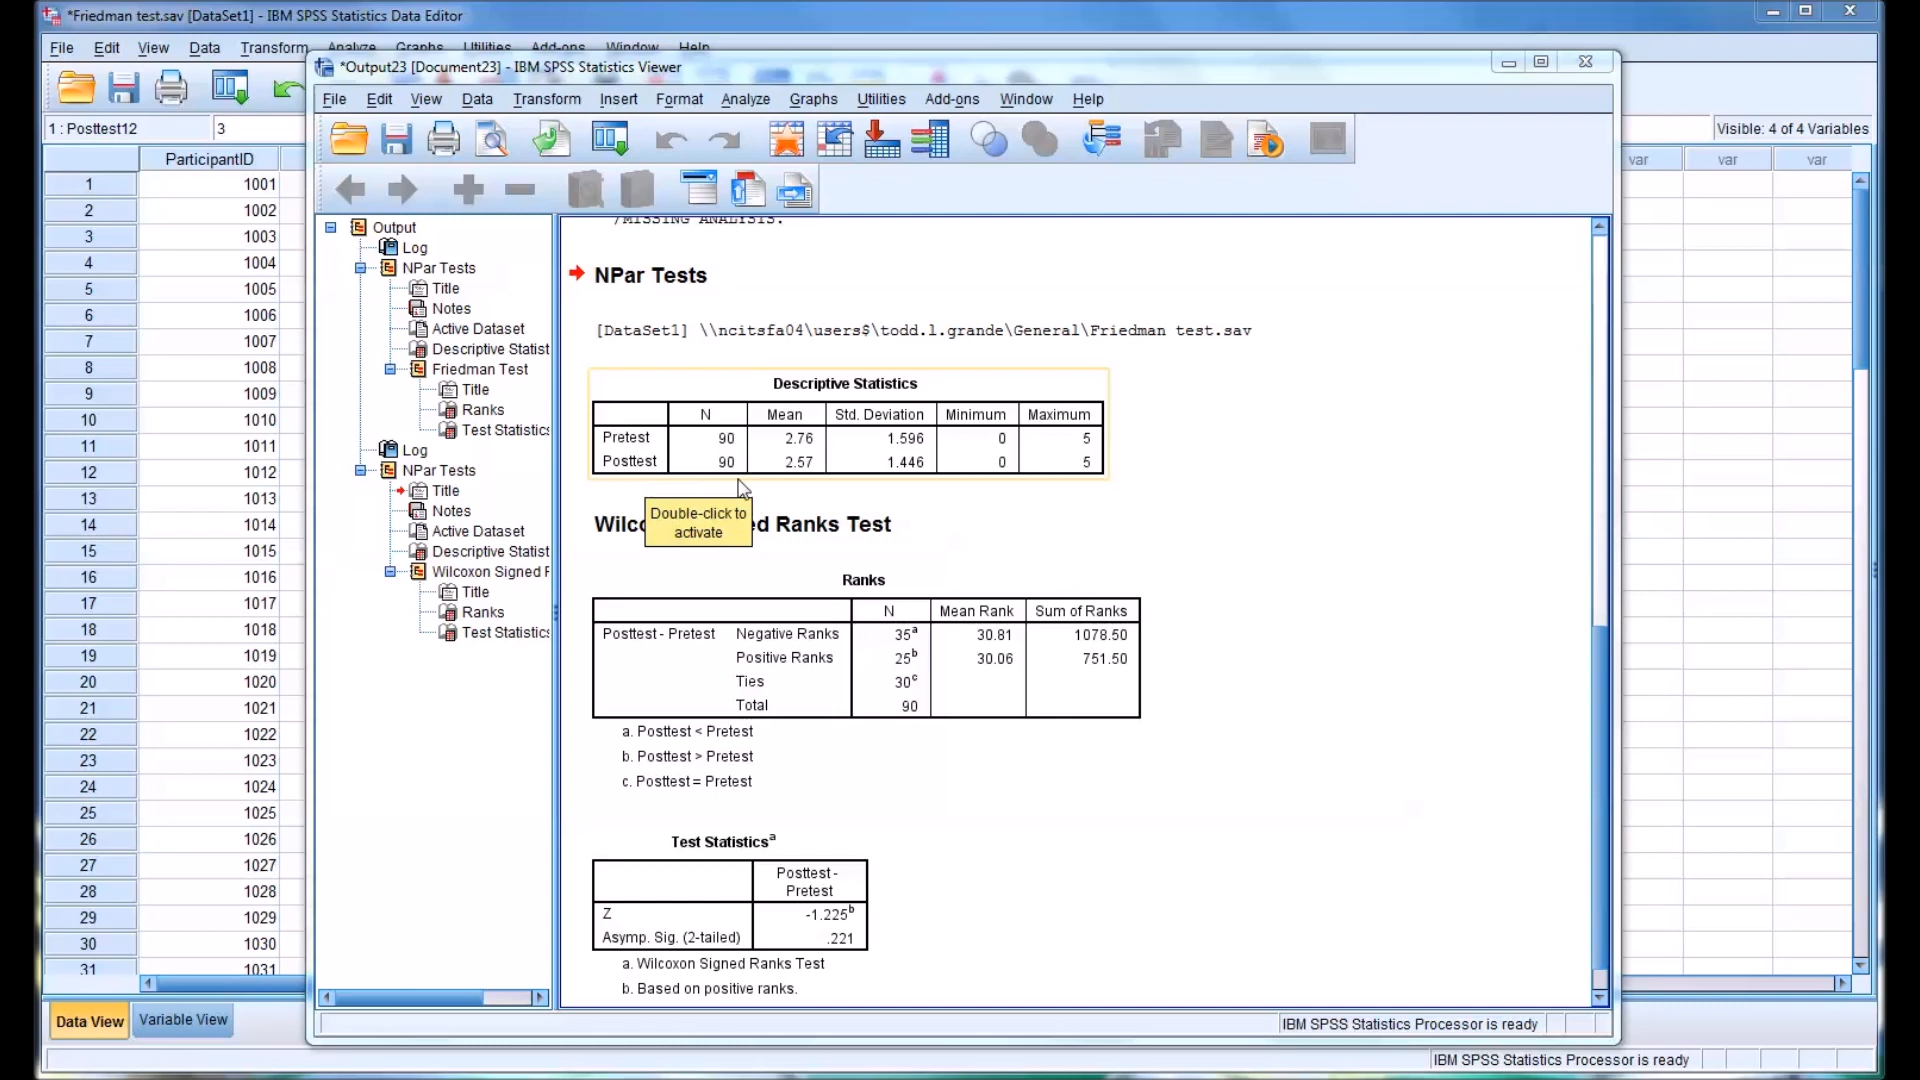 *Friedman test.sav [DataSet1] - IBM SPSS Statistics Data Editor
File Edit View Data Transform Analyze Graphs Utilities Add-ons Window Help
*Output23 [Document23] - IBM SPSS Statistics Viewer
File Edit View Data Transform Insert Format Analyze Graphs Utilities Add-ons Window Help
1 : Posttest12 3
Visible: 4 of 4 Variables
ParticipantID
var var var
1 1001
2 1002
3 1003
4 1004
5 1005
6 1006
7 1007
8 1008
9 1009
10 1010
11 1011
12 1012
13 1013
14 1014
15 1015
16 1016
17 1017
18 1018
19 1019
20 1020
21 1021
22 1022
23 1023
24 1024
25 1025
26 1026
27 1027
28 1028
29 1029
30 1030
31 1031
Data View Variable View
Output
Log
NPar Tests
Title
Notes
Active Dataset
Descriptive Statist
Friedman Test
Title
Ranks
Test Statistics
Log
NPar Tests
Title
Notes
Active Dataset
Descriptive Statist
Wilcoxon Signed F
Title
Ranks
Test Statistics
/MISSING ANALYSIS.
NPar Tests
[DataSet1] \\ncitsfa04\users$\todd.l.grande\General\Friedman test.sav
Descriptive Statistics
N Mean Std. Deviation Minimum Maximum
Pretest 90 2.76 1.596 0 5
Posttest 90 2.57 1.446 0 5
Double-click to
activate
Wilco d Ranks Test
Ranks
N Mean Rank Sum of Ranks
Posttest - Pretest Negative Ranks 35a 30.81 1078.50
Positive Ranks 25b 30.06 751.50
Ties 30c
Total 90
a. Posttest < Pretest
b. Posttest > Pretest
c. Posttest = Pretest
Test Statisticsa
Posttest -
Pretest
Z -1.225b
Asymp. Sig. (2-tailed) .221
a. Wilcoxon Signed Ranks Test
b. Based on positive ranks.
IBM SPSS Statistics Processor is ready
IBM SPSS Statistics Processor is ready